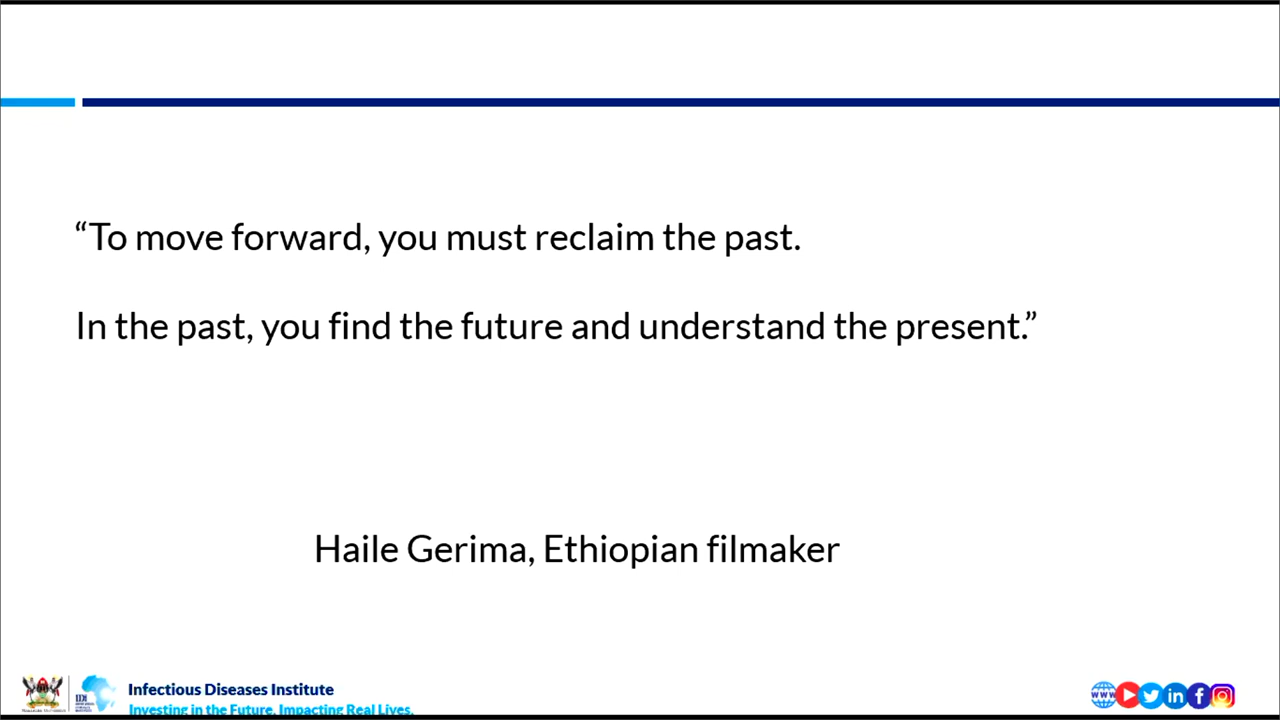 “To move forward, you must reclaim the past.
In the past, you find the future and understand the present.”
Haile Gerima, Ethiopian filmaker
Infectious Diseases Institute
Investing in the Future. Impacting Real Lives.